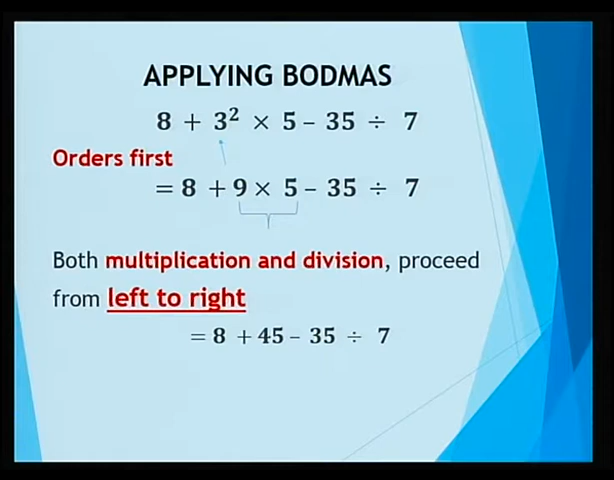 APPLYING BODMAS
8 + 3² × 5 – 35 ÷ 7
Orders first
= 8 + 9 × 5 – 35 ÷ 7
Both multiplication and division, proceed
from left to right
= 8 + 45 – 35 ÷ 7